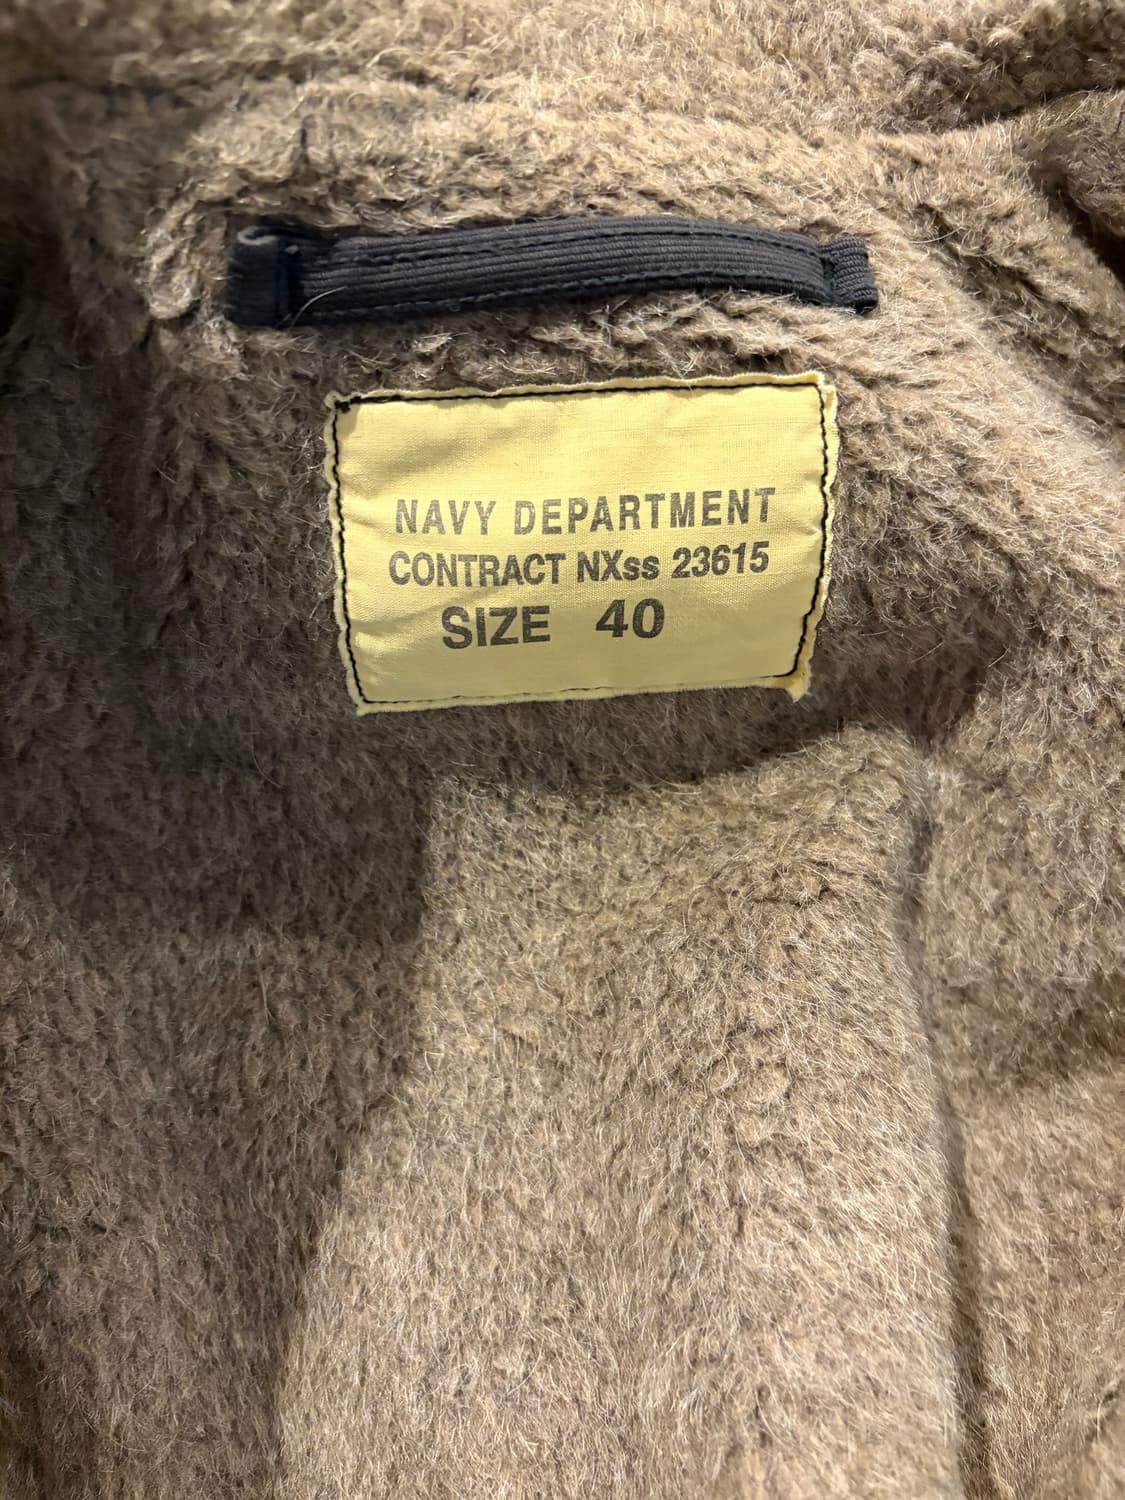 NAVY DEPARTMENT
CONTRACT NXss 23615
SIZE 40